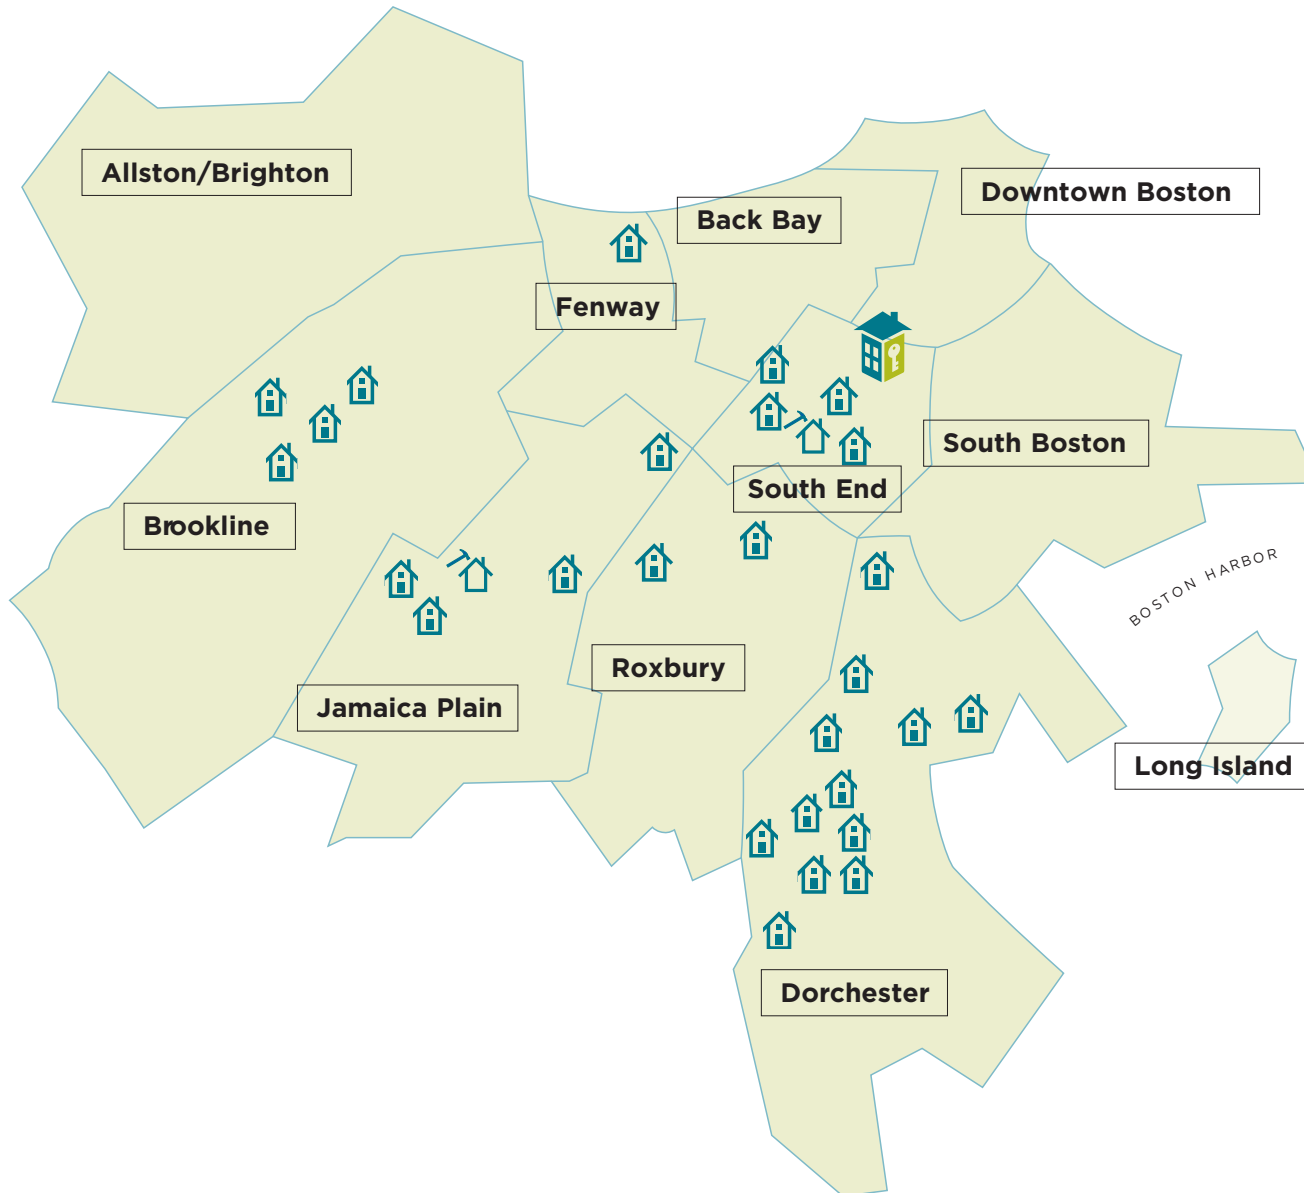 Allston/Brighton
Downtown Boston
Back Bay
Fenway
South Boston
South End
Brookline
BOSTON HARBOR
Roxbury
Jamaica Plain
Long Island
Dorchester